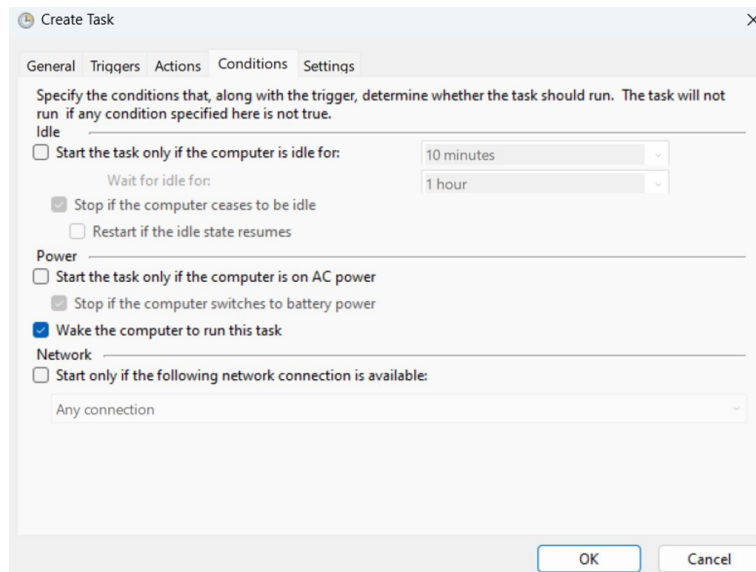 Create Task
General Triggers Actions Conditions Settings
Specify the conditions that, along with the trigger, determine whether the task should run. The task will not
run if any condition specified here is not true.
Idle
Start the task only if the computer is idle for: 10 minutes
Wait for idle for: 1 hour
Stop if the computer ceases to be idle
Restart if the idle state resumes
Power
Start the task only if the computer is on AC power
Stop if the computer switches to battery power
Wake the computer to run this task
Network
Start only if the following network connection is available:
Any connection
OK Cancel